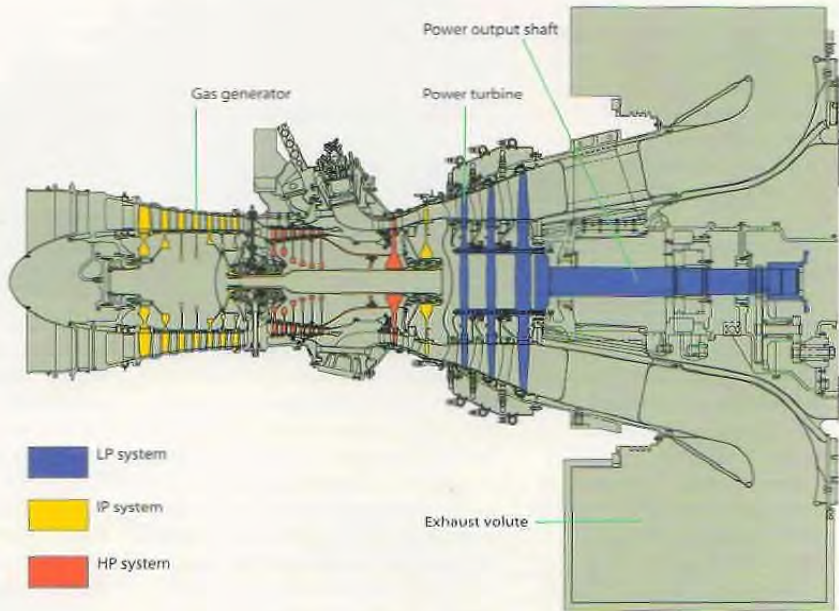 Power output shaft
Gas generator
Power turbine
LP system
IP system
Exhaust volute
HP system